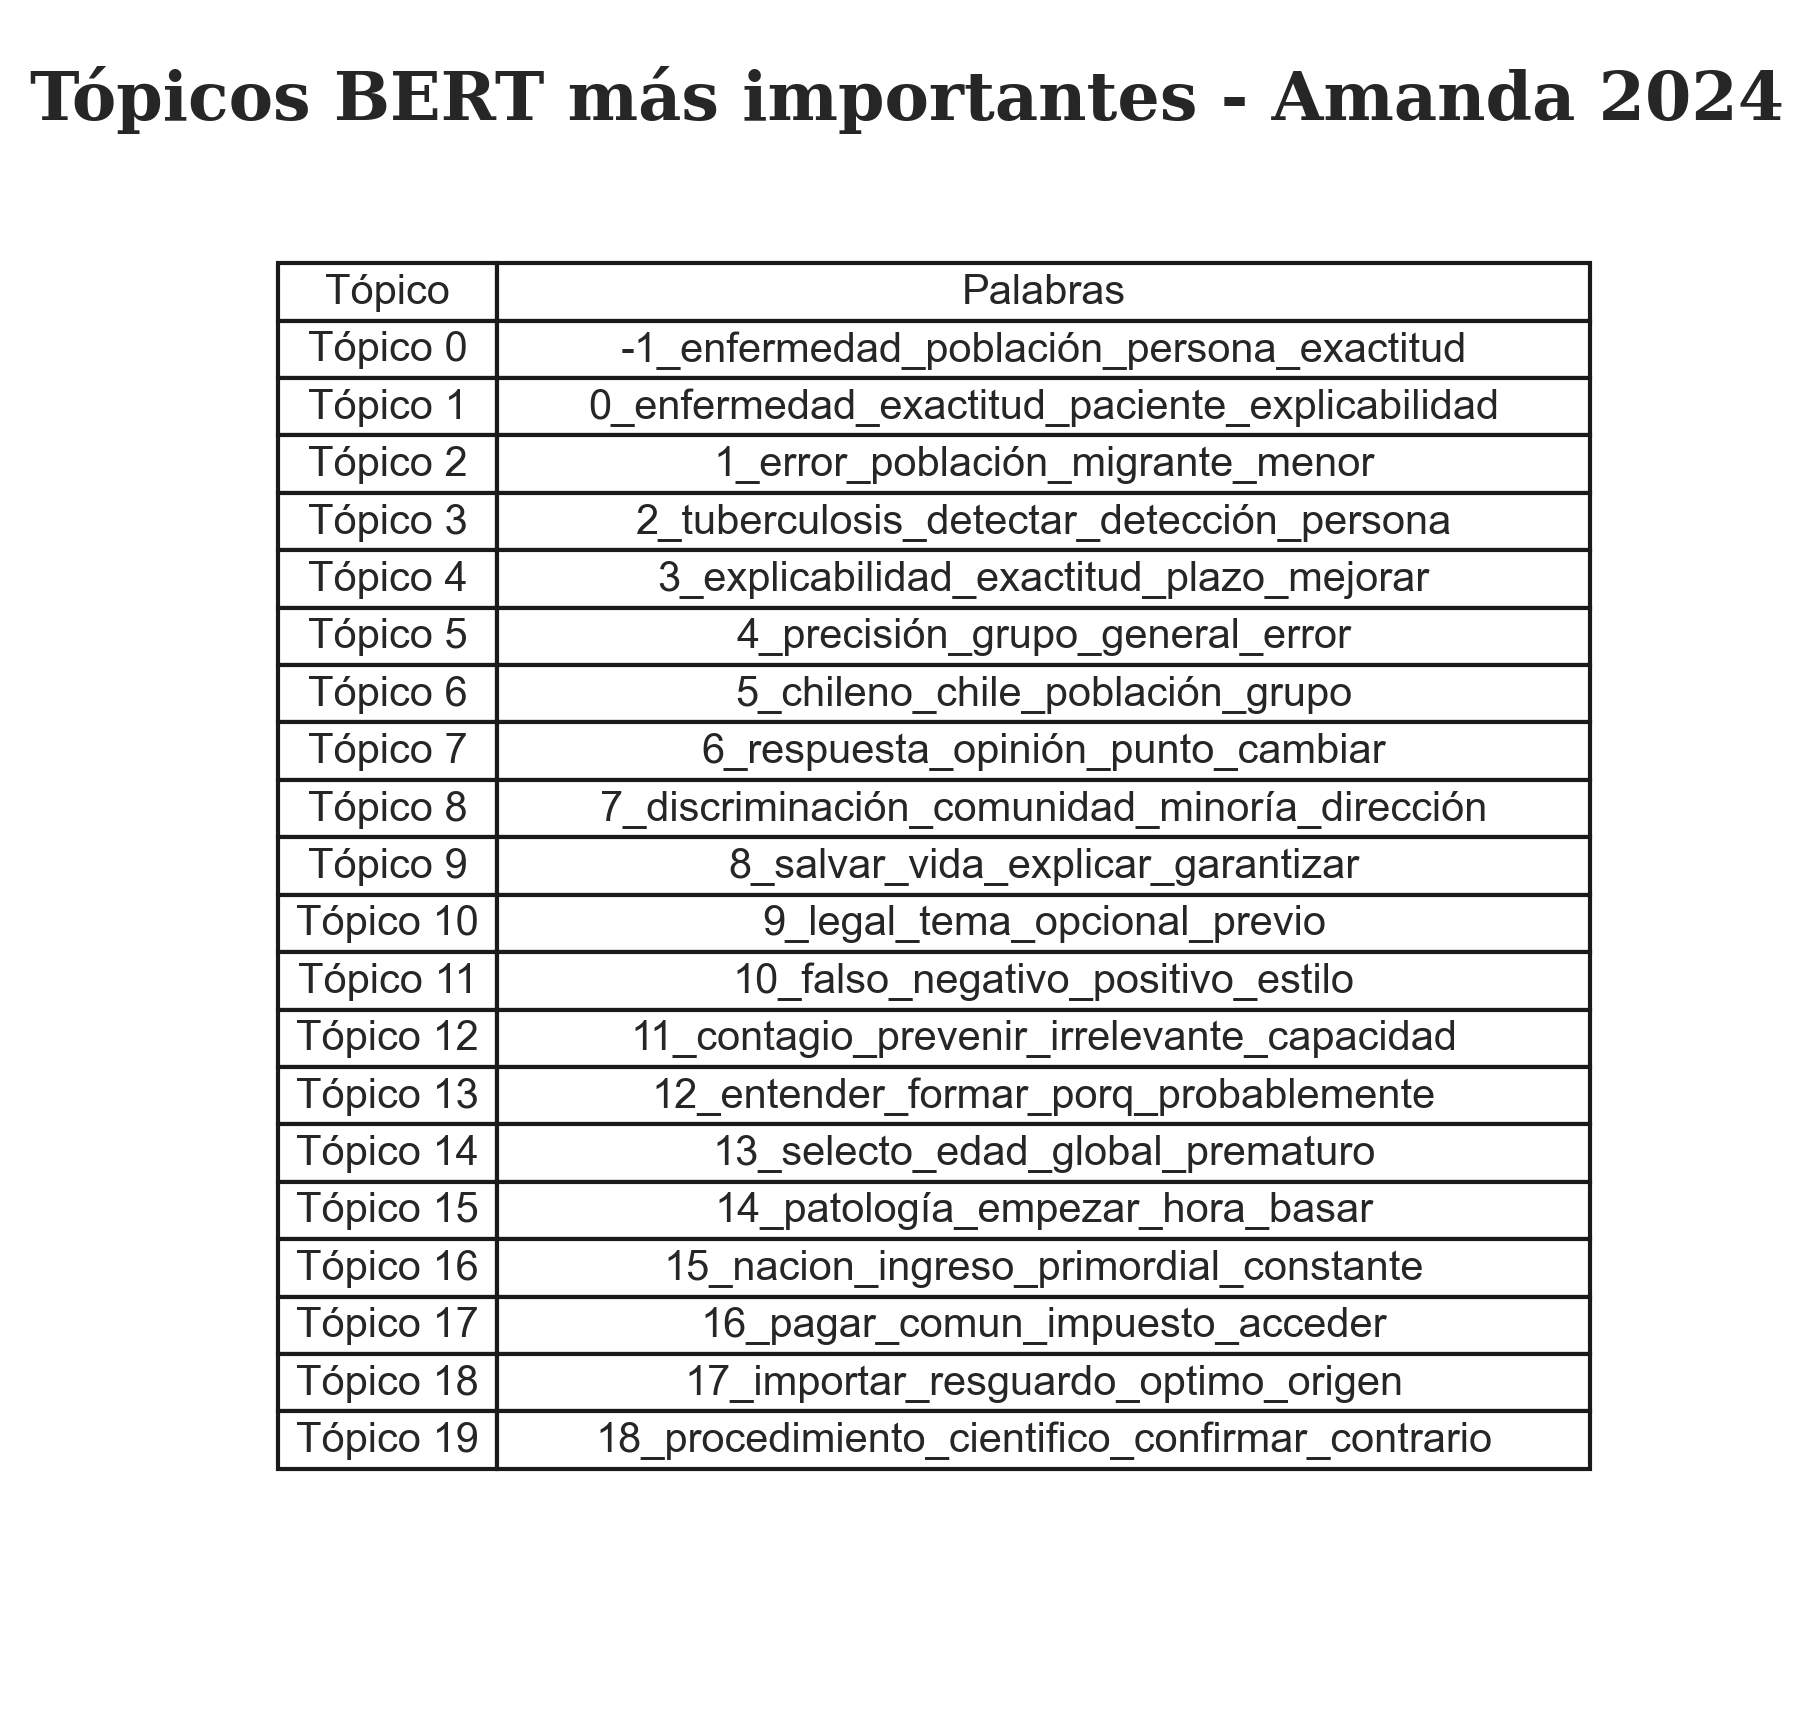 Tópicos BERT más importantes - Amanda 2024
Tópico Palabras
Tópico 0 -1_enfermedad_población_persona_exactitud
Tópico 1 0_enfermedad_exactitud_paciente_explicabilidad
Tópico 2 1_error_población_migrante_menor
Tópico 3 2_tuberculosis_detectar_detección_persona
Tópico 4 3_explicabilidad_exactitud_plazo_mejorar
Tópico 5 4_precisión_grupo_general_error
Tópico 6 5_chileno_chile_población_grupo
Tópico 7 6_respuesta_opinión_punto_cambiar
Tópico 8 7_discriminación_comunidad_minoría_dirección
Tópico 9 8_salvar_vida_explicar_garantizar
Tópico 10 9_legal_tema_opcional_previo
Tópico 11 10_falso_negativo_positivo_estilo
Tópico 12 11_contagio_prevenir_irrelevante_capacidad
Tópico 13 12_entender_formar_porq_probablemente
Tópico 14 13_selecto_edad_global_prematuro
Tópico 15 14_patología_empezar_hora_basar
Tópico 16 15_nacion_ingreso_primordial_constante
Tópico 17 16_pagar_comun_impuesto_acceder
Tópico 18 17_importar_resguardo_optimo_origen
Tópico 19 18_procedimiento_cientifico_confirmar_contrario